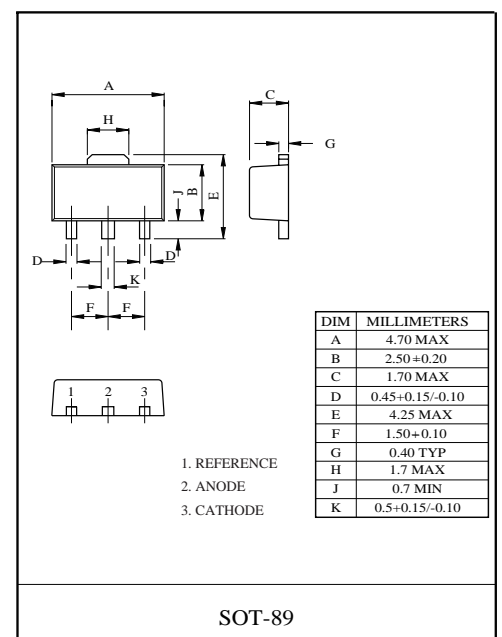 A
H
C
G
J
B
E
D
D
K
F
F
1 2 3
1. REFERENCE
2. ANODE
3. CATHODE
DIM MILLIMETERS
A 4.70 MAX
B 2.50±0.20
C 1.70 MAX
D 0.45+0.15/-0.10
E 4.25 MAX
F 1.50±0.10
G 0.40 TYP
H 1.7 MAX
J 0.7 MIN
K 0.5+0.15/-0.10
SOT-89